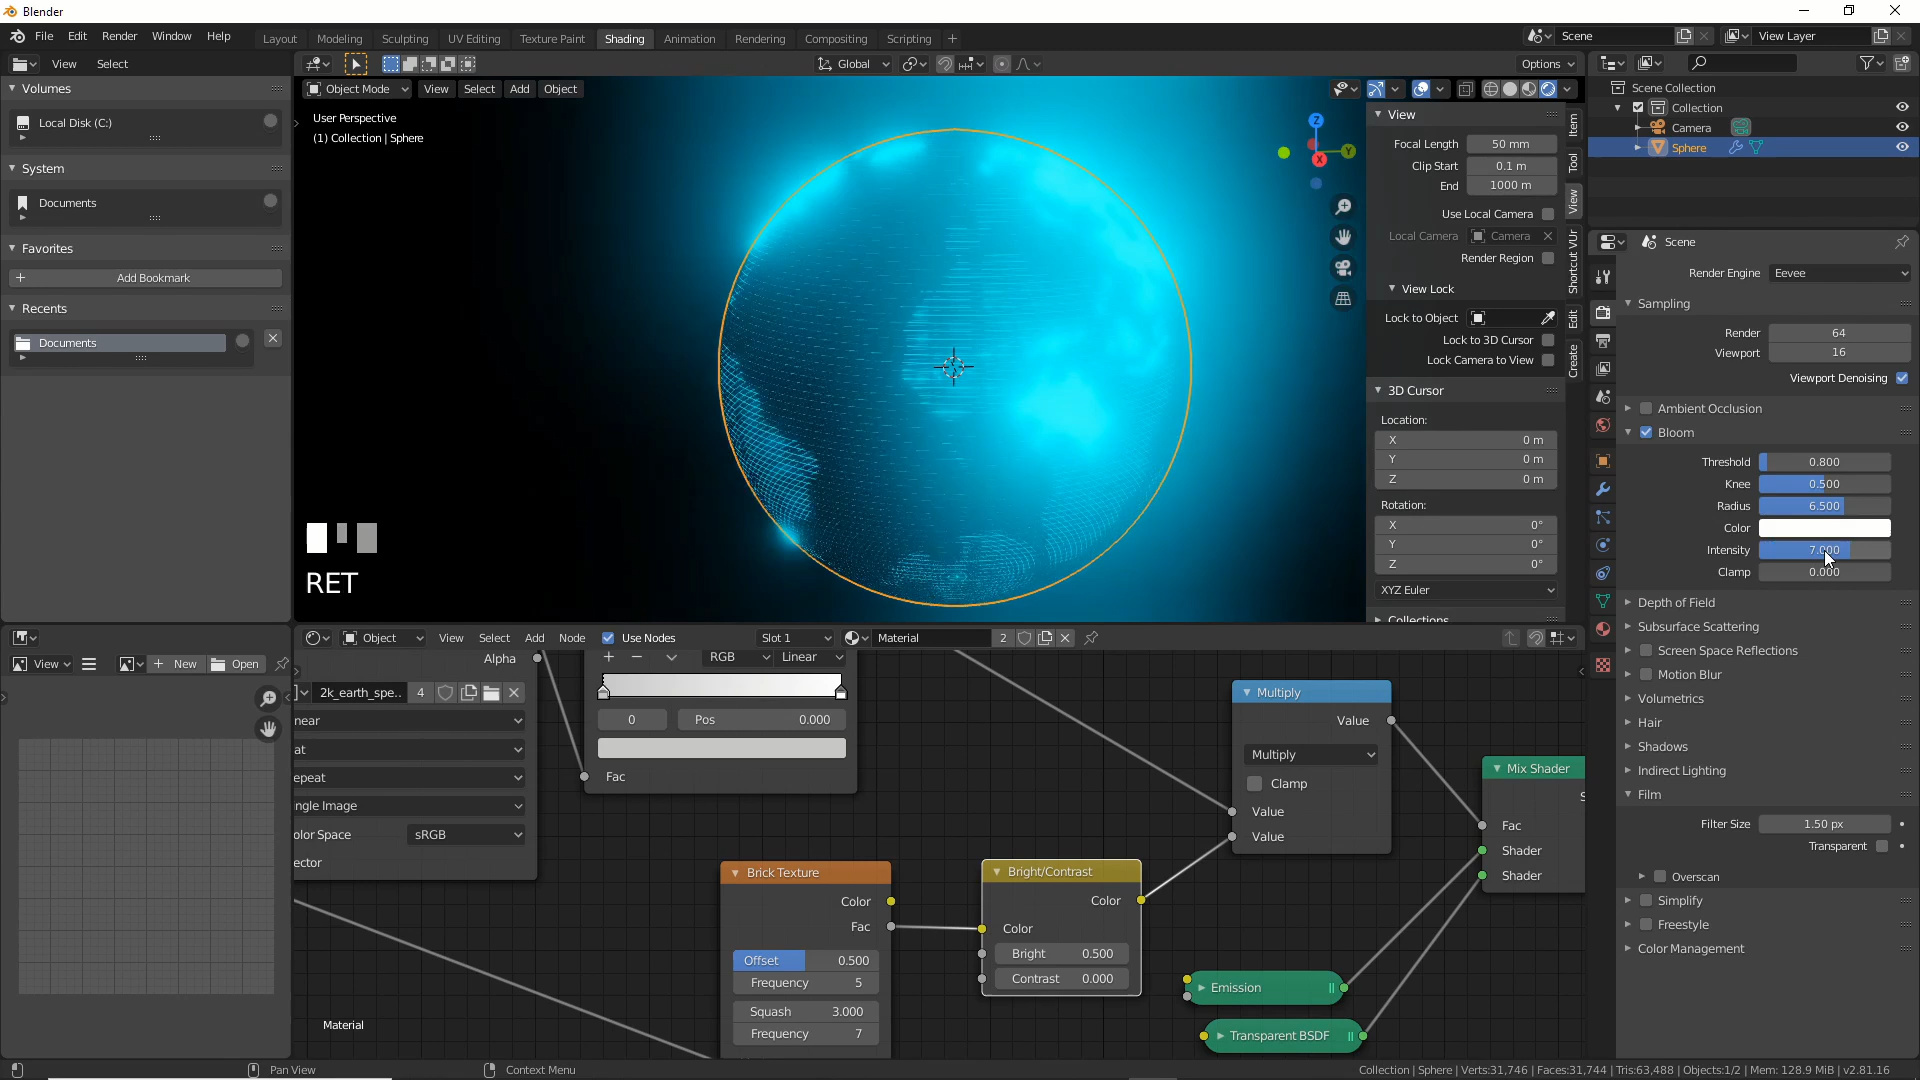 Blender
File Edit Render Window Help
Layout Modeling Sculpting UV Editing Texture Paint Shading Animation Rendering Compositing Scripting +
Scene
View Layer
View Select
Global
Options
Volumes
Local Disk (C:)
System
Documents
Favorites
Add Bookmark
Recents
Documents
Object Mode View Select Add Object
User Perspective
(1) Collection | Sphere
RET
Z
Y
X
View
Focal Length 50 mm
Clip Start 0.1 m
End 1000 m
Use Local Camera
Local Camera Camera
Render Region
View Lock
Lock to Object
Lock to 3D Cursor
Lock Camera to View
3D Cursor
Location:
X 0 m
Y 0 m
Z 0 m
Rotation:
X 0°
Y 0°
Z 0°
XYZ Euler
Collections
Item
Tool
View
Shortcut VUr
Edit
Create
Scene Collection
Collection
Camera
Sphere
Scene
Render Engine Eevee
Sampling
Render 64
Viewport 16
Viewport Denoising
Ambient Occlusion
Bloom
Threshold 0.800
Knee 0.500
Radius 6.500
Color
Intensity 7.000
Clamp 0.000
Depth of Field
Subsurface Scattering
Screen Space Reflections
Motion Blur
Volumetrics
Hair
Shadows
Indirect Lighting
Film
Filter Size 1.50 px
Transparent
Overscan
Simplify
Freestyle
Color Management
View
New
Open
Object View Select Add Node Use Nodes Slot 1 Material 2
Alpha
2k_earth_spe.. 4
near
at
epeat
ngle Image
olor Space sRGB
ector
RGB Linear
0 Pos 0.000
Fac
Brick Texture
Color
Fac
Offset 0.500
Frequency 5
Squash 3.000
Frequency 7
Bright/Contrast
Color
Color
Bright 0.500
Contrast 0.000
Multiply
Value
Multiply
Clamp
Value
Value
Mix Shader
S
Fac
Shader
Shader
Emission
Transparent BSDF
Material
Pan View
Context Menu
Collection | Sphere | Verts:31,746 | Faces:31,744 | Tris:63,488 | Objects:1/2 | Mem: 128.9 MiB | v2.81.16